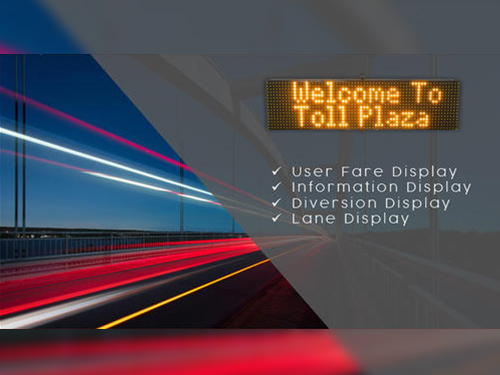 Welcome To
Toll Plaza
✓ User Fare Display
✓ Information Display
✓ Diversion Display
✓ Lane Display